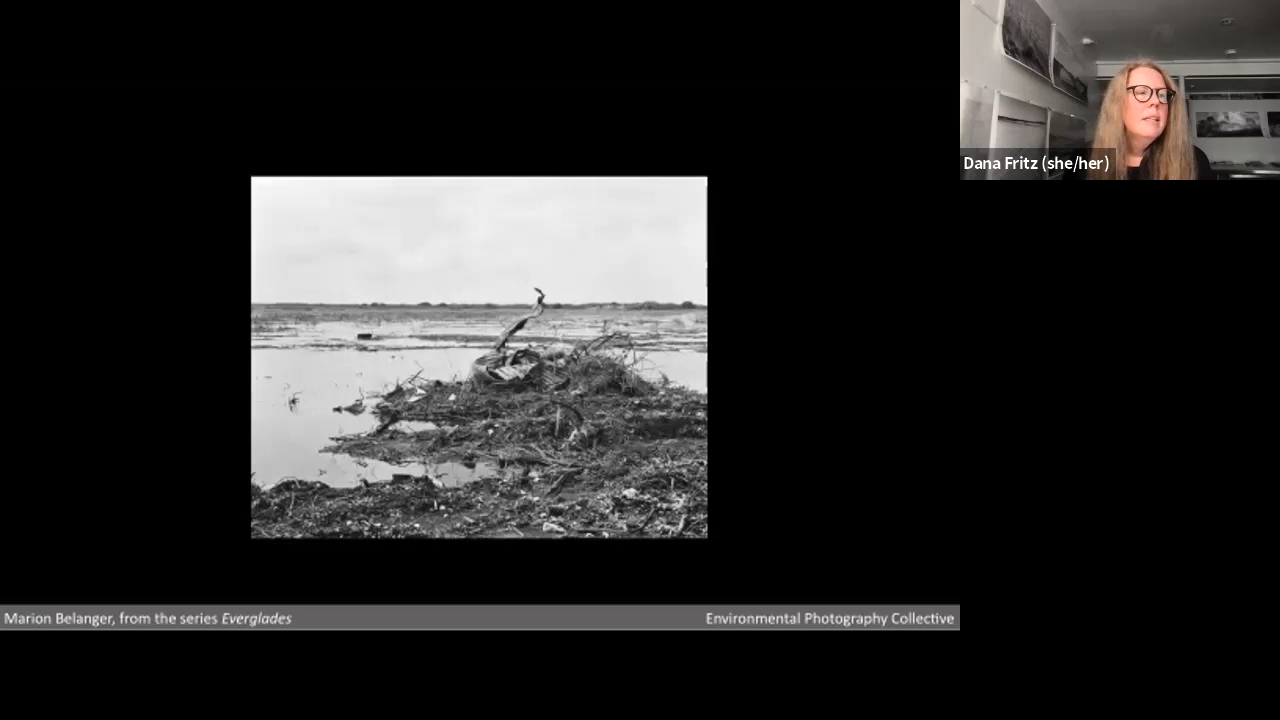 Dana Fritz (she/her)
Marion Belanger, from the series Everglades
Environmental Photography Collective